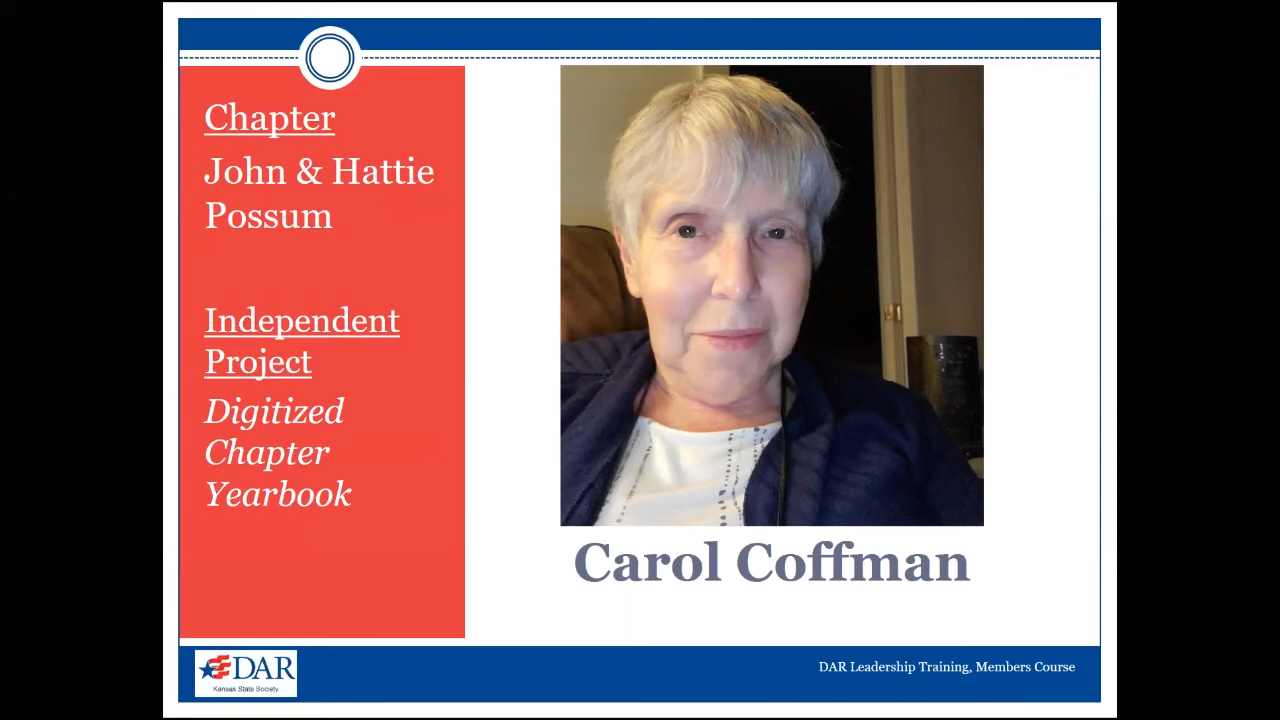 Chapter
John & Hattie
Possum
Independent
Project
Digitized
Chapter
Yearbook
Carol Coffman
DAR
Kansas State Society
DAR Leadership Training, Members Course